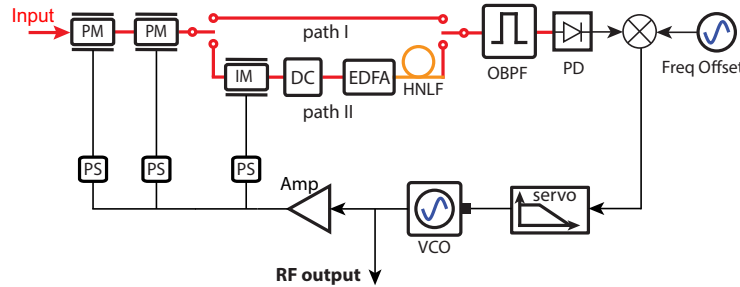 Input
PM
PM
path I
IM
DC
EDFA
HNLF
path II
OBPF
PD
Freq Offset
PS
PS
PS
Amp
VCO
servo
RF output